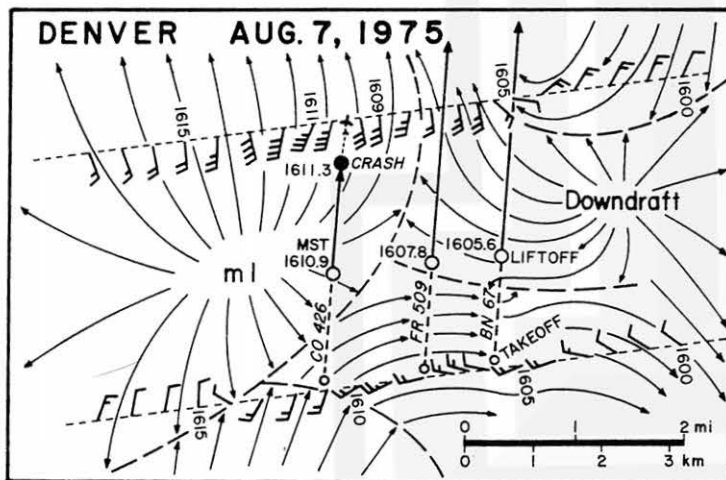 DENVER AUG. 7, 1975
1615
1611
1609
1605
1600
1611.3 CRASH
Downdraft
MST
1610.9
1607.8
1605.6 LIFTOFF
m I
CO 426
FR 509
BN 67
TAKEOFF
1615
1610
1605
1600
0 1 2 mi
0 1 2 3 km